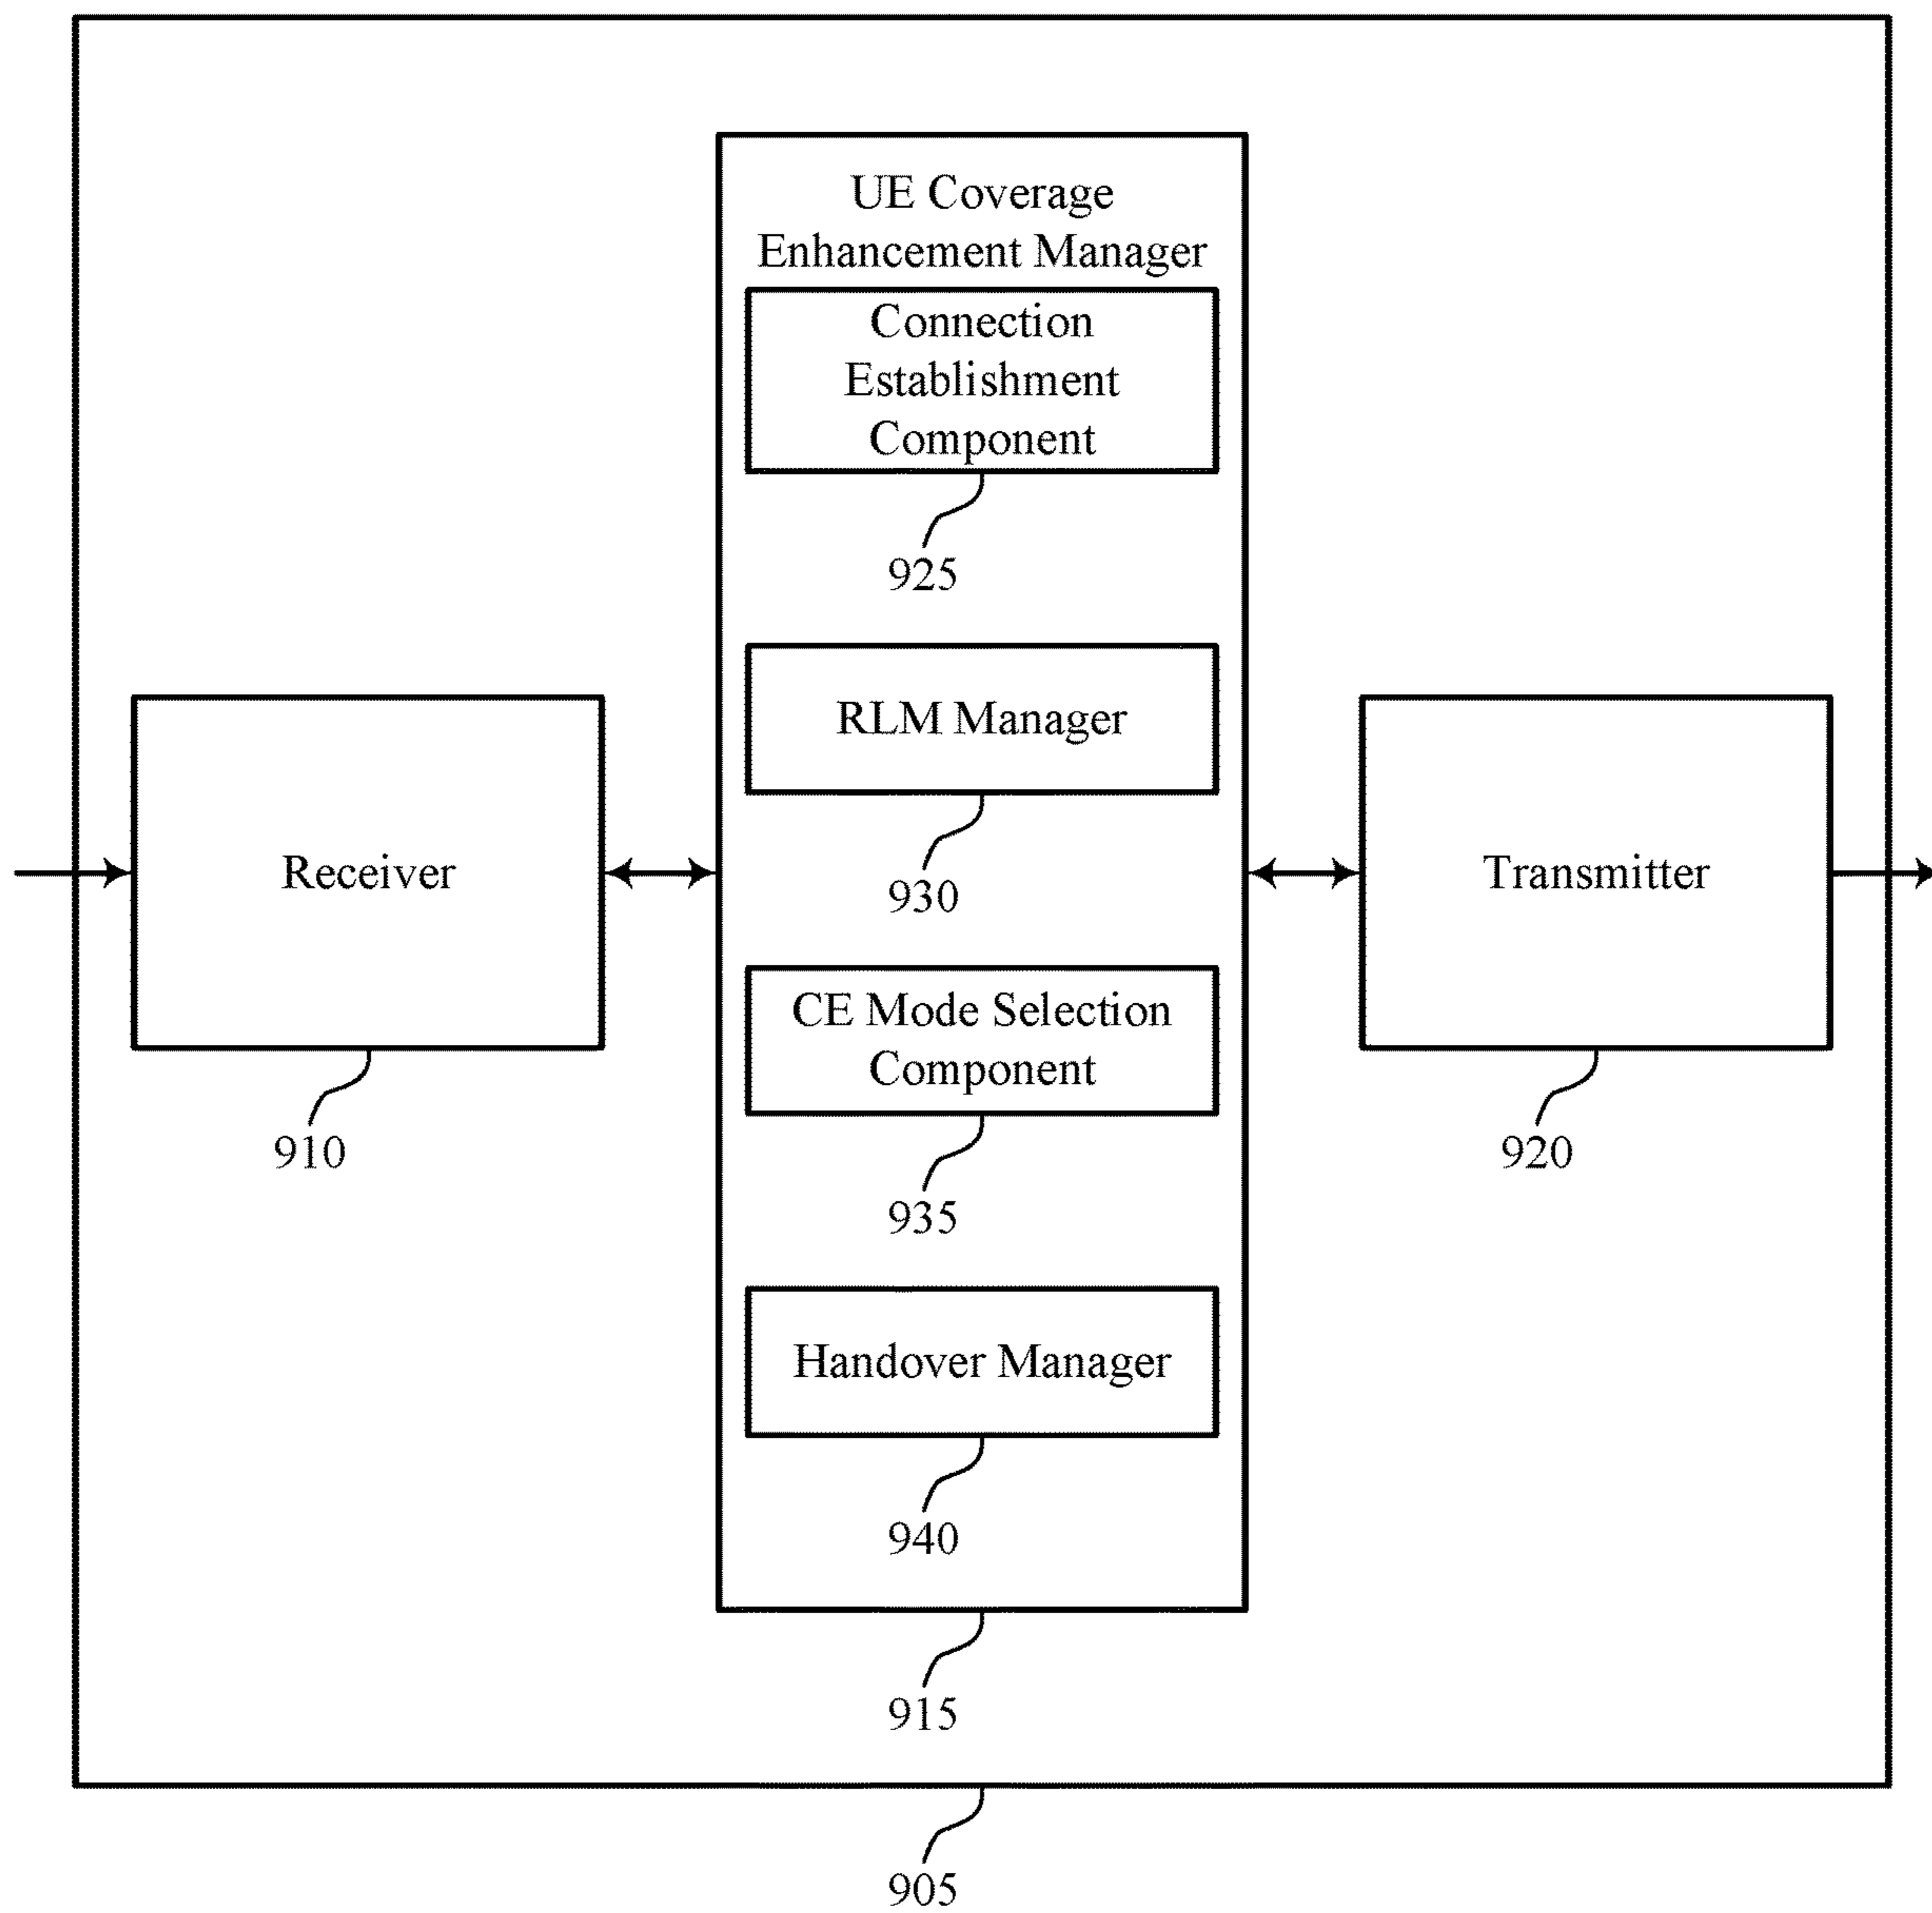 UE Coverage
Enhancement Manager
Connection
Establishment
Component
925
RLM Manager
930
Receiver
910
CE Mode Selection
Component
935
Transmitter
920
Handover Manager
940
915
905